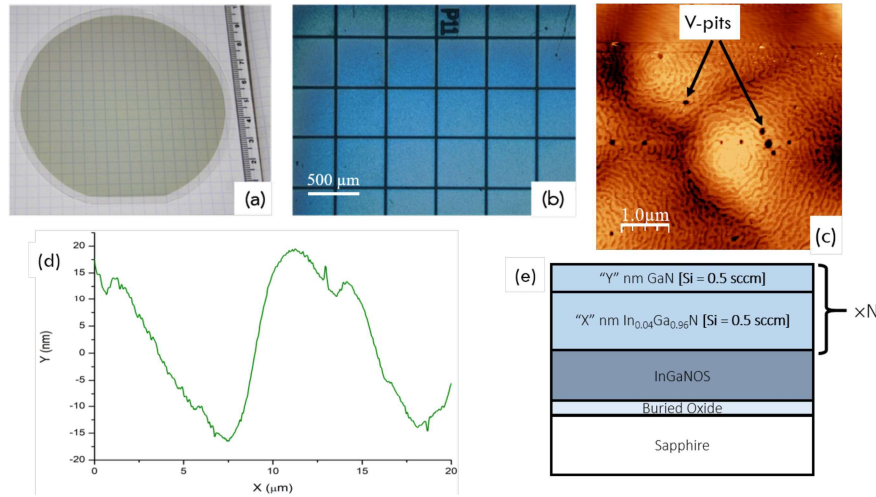 (a)
P11
500 µm
(b)
V-pits
1.0µm
(c)
(d)
20
15
10
5
0
-5
-10
-15
-20
Y (nm)
0
5
10
15
20
X (µm)
(e)
"Y" nm GaN [Si = 0.5 sccm]
"X" nm In₀.₀₄Ga₀.₉₆N [Si = 0.5 sccm]
×N
InGaNOS
Buried Oxide
Sapphire